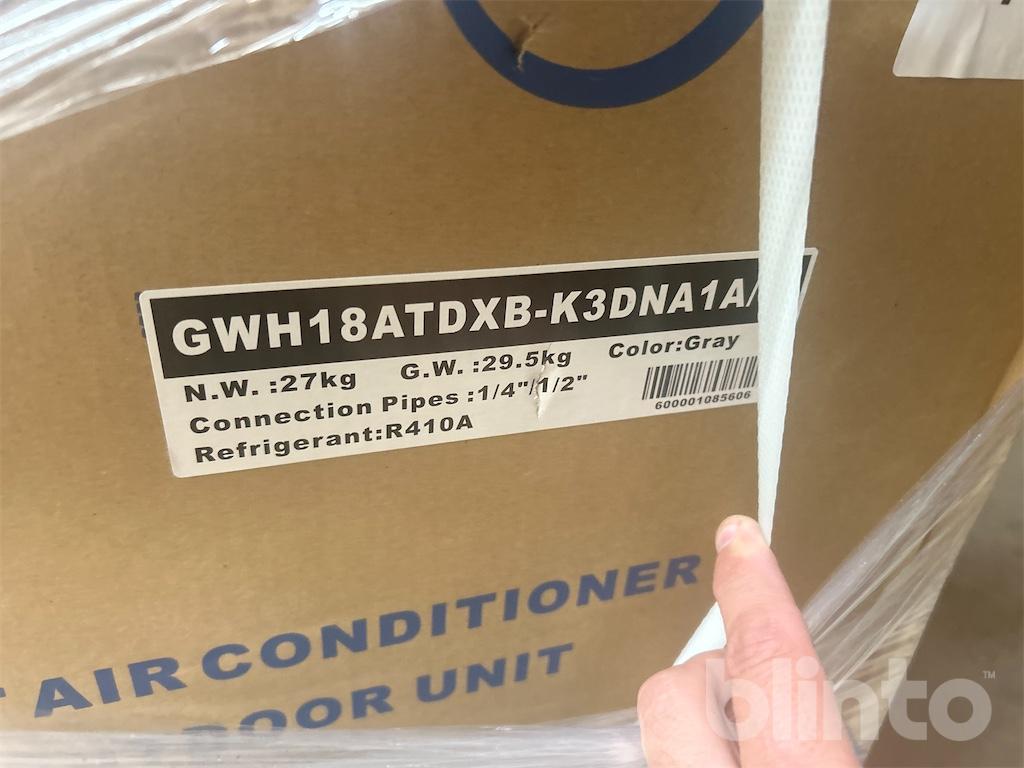 GWH18ATDXB-K3DNA1A/
N.W. :27kg G.W. :29.5kg Color:Gray
Connection Pipes :1/4"/1/2"
Refrigerant:R410A
600001085606
AIR CONDITIONER
OOR UNIT
blinto™